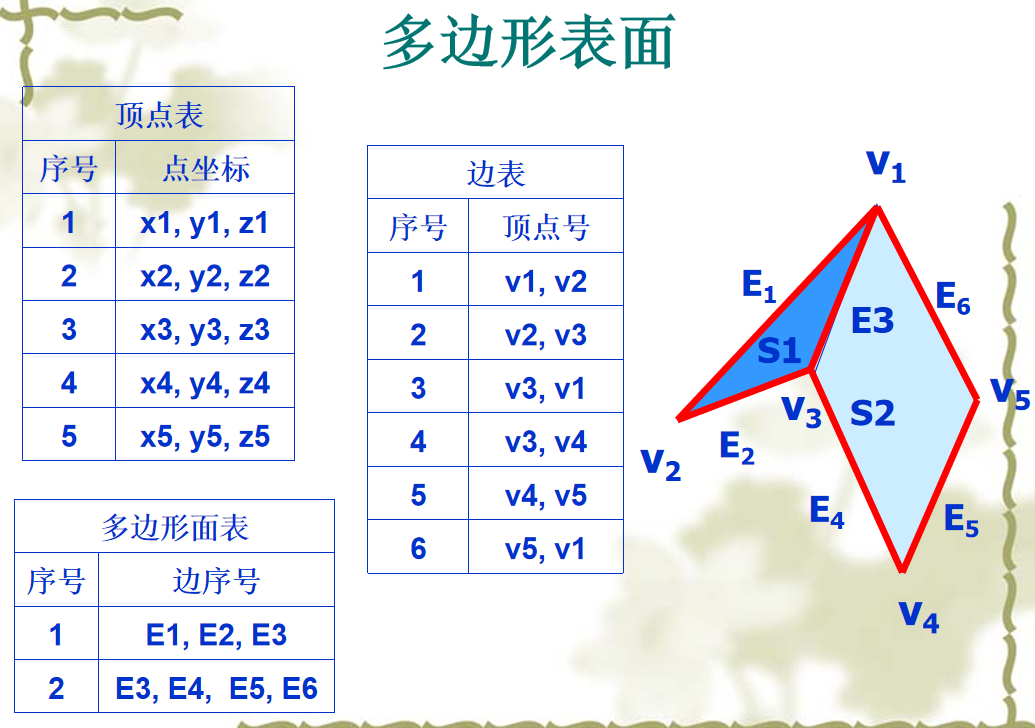 多边形表面
顶点表
序号 点坐标
1 x1, y1, z1
2 x2, y2, z2
3 x3, y3, z3
4 x4, y4, z4
5 x5, y5, z5
多边形面表
序号 边序号
1 E1, E2, E3
2 E3, E4, E5, E6
边表
序号 顶点号
1 v1, v2
2 v2, v3
3 v3, v1
4 v3, v4
5 v4, v5
6 v5, v1
v1
E1
E6
E3
S1
v5
v3
S2
E2
v2
E4
E5
v4